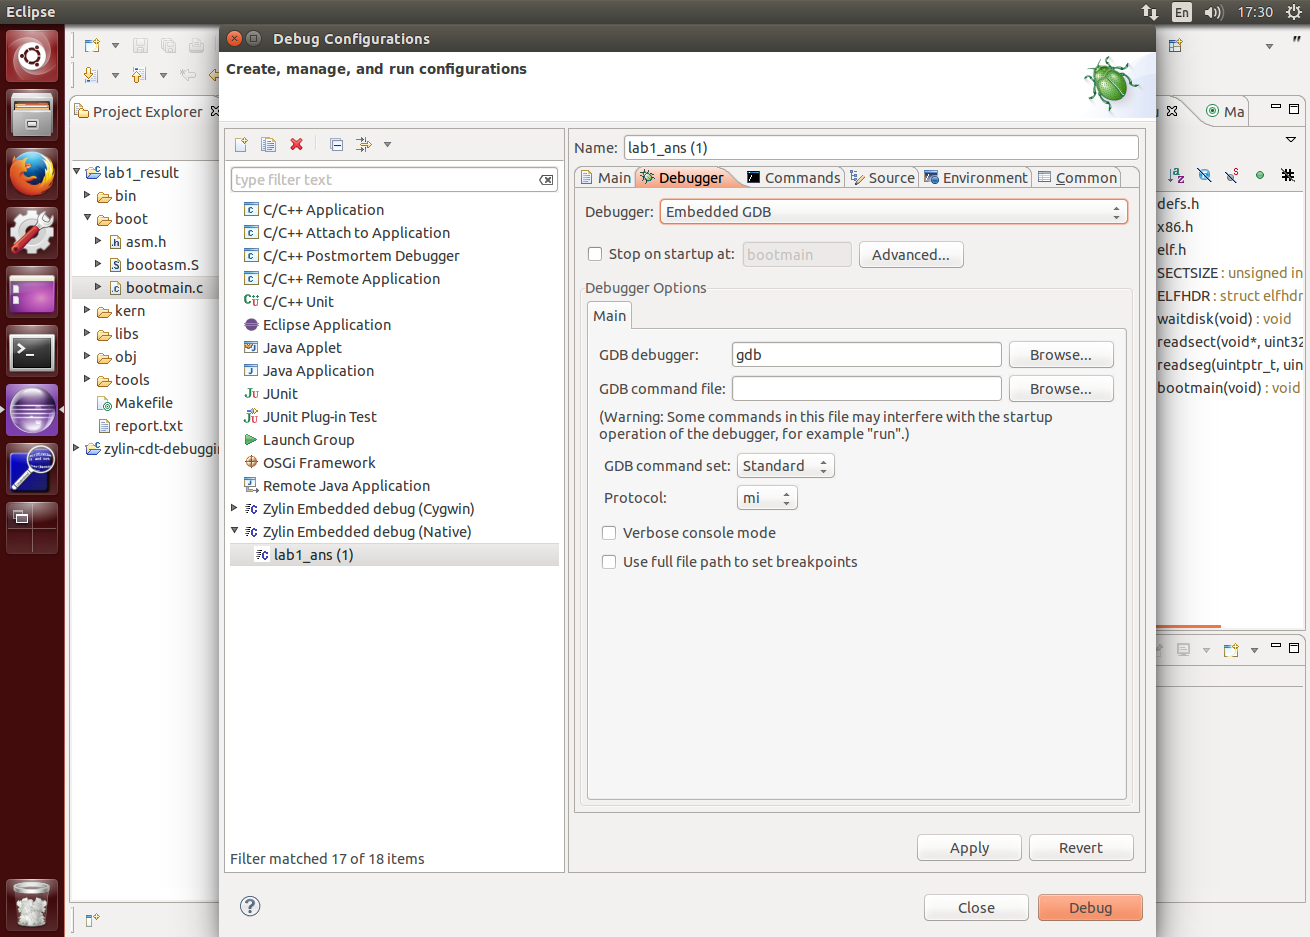 Eclipse
En
17:30
Debug Configurations
Create, manage, and run configurations
Project Explorer
lab1_result
bin
boot
asm.h
bootasm.S
bootmain.c
kern
libs
obj
tools
Makefile
report.txt
zylin-cdt-debuggi
type filter text
C/C++ Application
C/C++ Attach to Application
C/C++ Postmortem Debugger
C/C++ Remote Application
C/C++ Unit
Eclipse Application
Java Applet
Java Application
JUnit
JUnit Plug-in Test
Launch Group
OSGi Framework
Remote Java Application
Zylin Embedded debug (Cygwin)
Zylin Embedded debug (Native)
lab1_ans (1)
Filter matched 17 of 18 items
Name: lab1_ans (1)
Main Debugger Commands Source Environment Common
Debugger: Embedded GDB
Stop on startup at: bootmain Advanced...
Debugger Options
Main
GDB debugger: gdb Browse...
GDB command file: Browse...
(Warning: Some commands in this file may interfere with the startup
operation of the debugger, for example "run".)
GDB command set: Standard
Protocol: mi
Verbose console mode
Use full file path to set breakpoints
Apply Revert
Close Debug
Ma
defs.h
x86.h
elf.h
SECTSIZE : unsigned in
ELFHDR : struct elfhdr
waitdisk(void) : void
readsect(void*, uint32
readseg(uintptr_t, uin
bootmain(void) : void